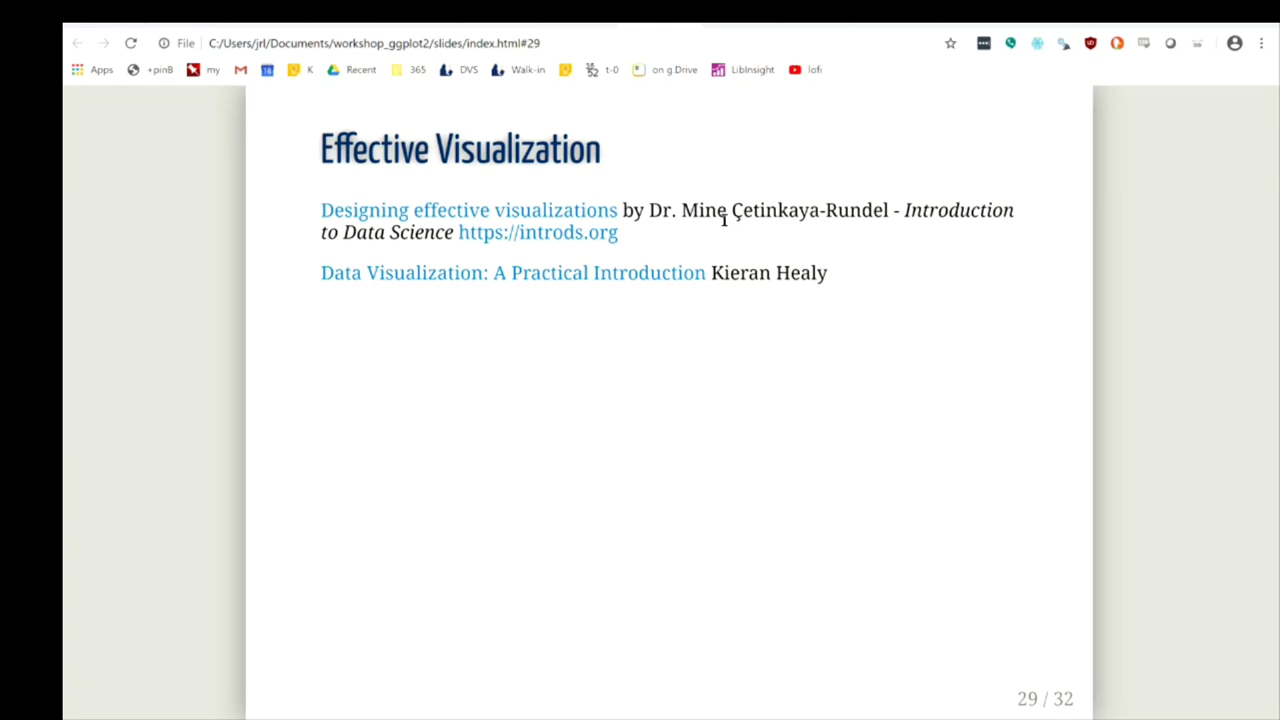 File C:/Users/jrl/Documents/workshop_ggplot2/slides/index.html#29
Apps +pinB my K Recent 365 DVS Walk-in t-0 on g Drive LibInsight lofi
Effective Visualization
Designing effective visualizations by Dr. Mine Çetinkaya-Rundel - Introduction
to Data Science https://introds.org
Data Visualization: A Practical Introduction Kieran Healy
29 / 32